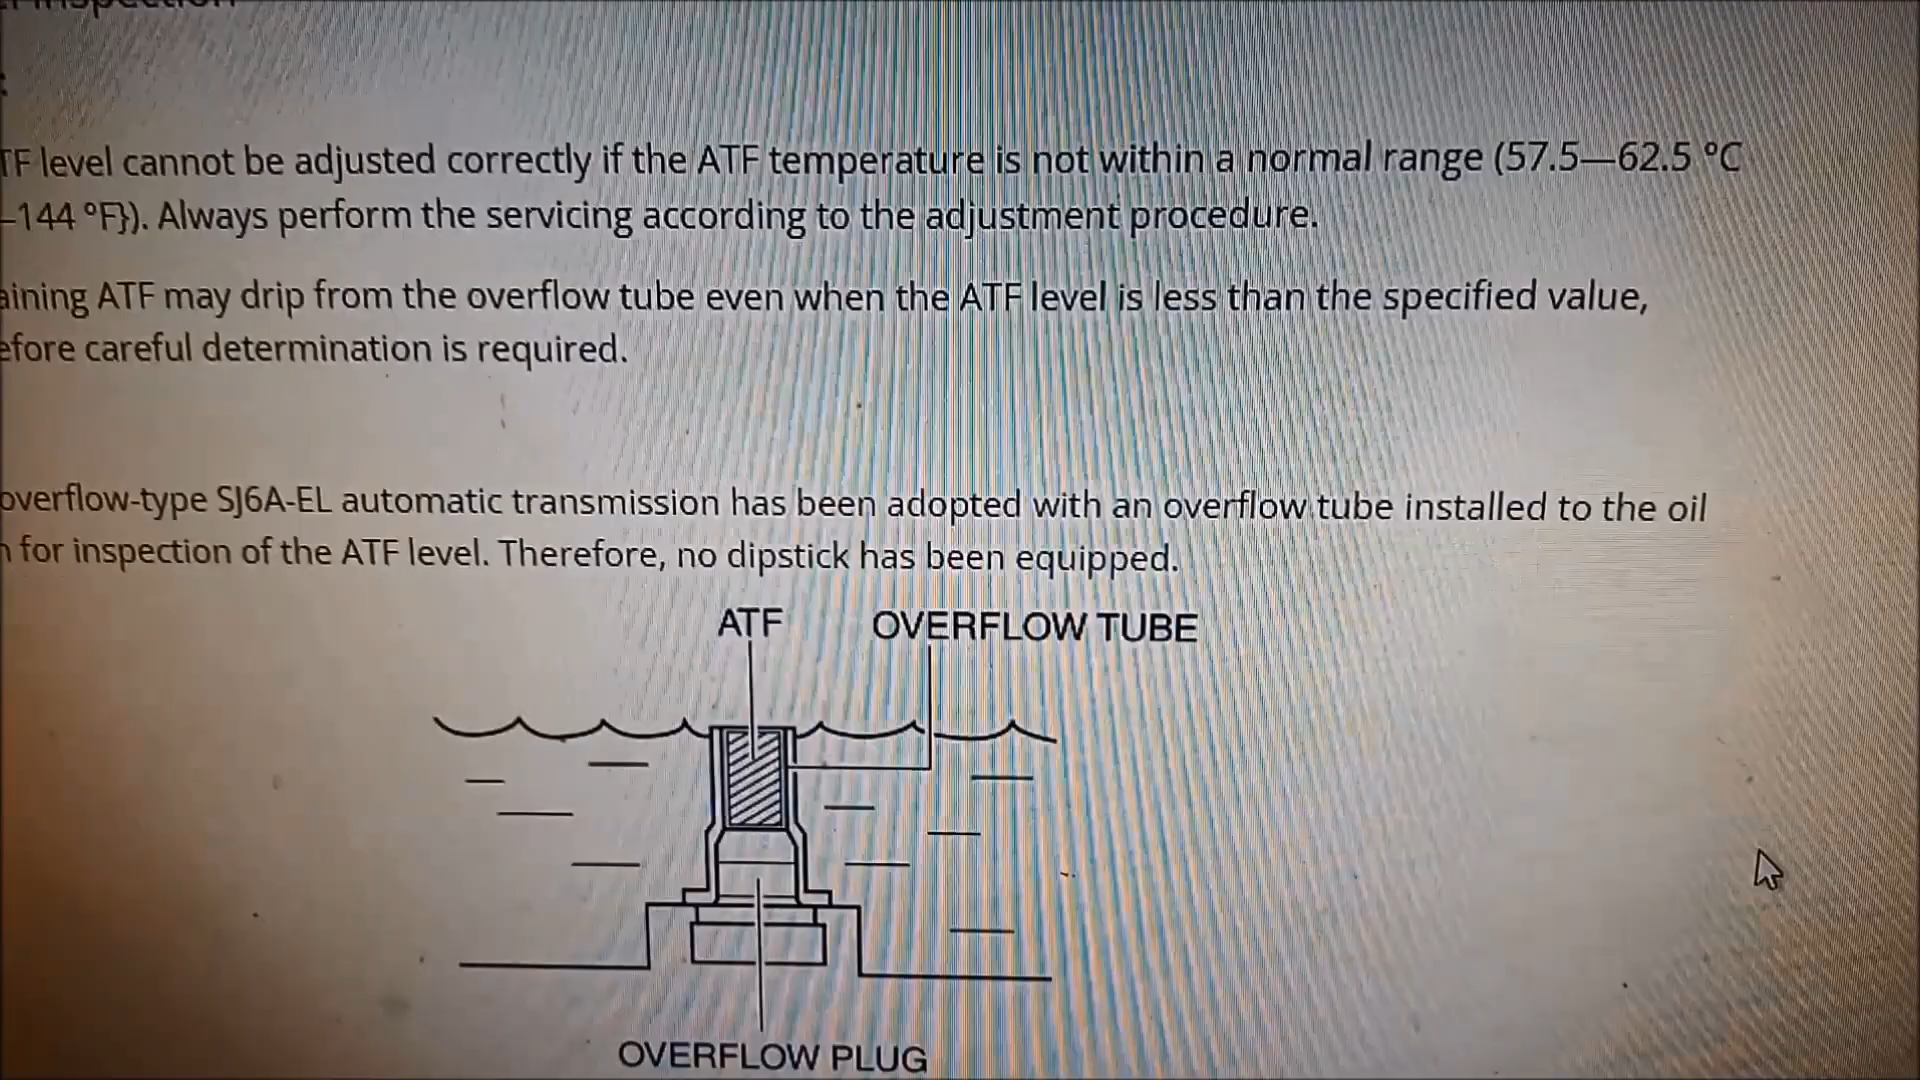 TF level cannot be adjusted correctly if the ATF temperature is not within a normal range (57.5—62.5 °C
—144 °F}). Always perform the servicing according to the adjustment procedure.
aining ATF may drip from the overflow tube even when the ATF level is less than the specified value,
efore careful determination is required.
overflow-type SJ6A-EL automatic transmission has been adopted with an overflow tube installed to the oil
n for inspection of the ATF level. Therefore, no dipstick has been equipped.
ATF OVERFLOW TUBE
OVERFLOW PLUG